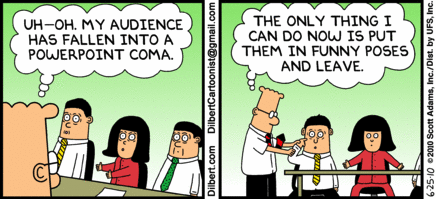 UH-OH. MY AUDIENCE
HAS FALLEN INTO A
POWERPOINT COMA.
DilbertCartoonist@gmail.com
Dilbert.com
THE ONLY THING I
CAN DO NOW IS PUT
THEM IN FUNNY POSES
AND LEAVE.
6-25-10 © 2010 Scott Adams, Inc./Dist. by UFS, Inc.